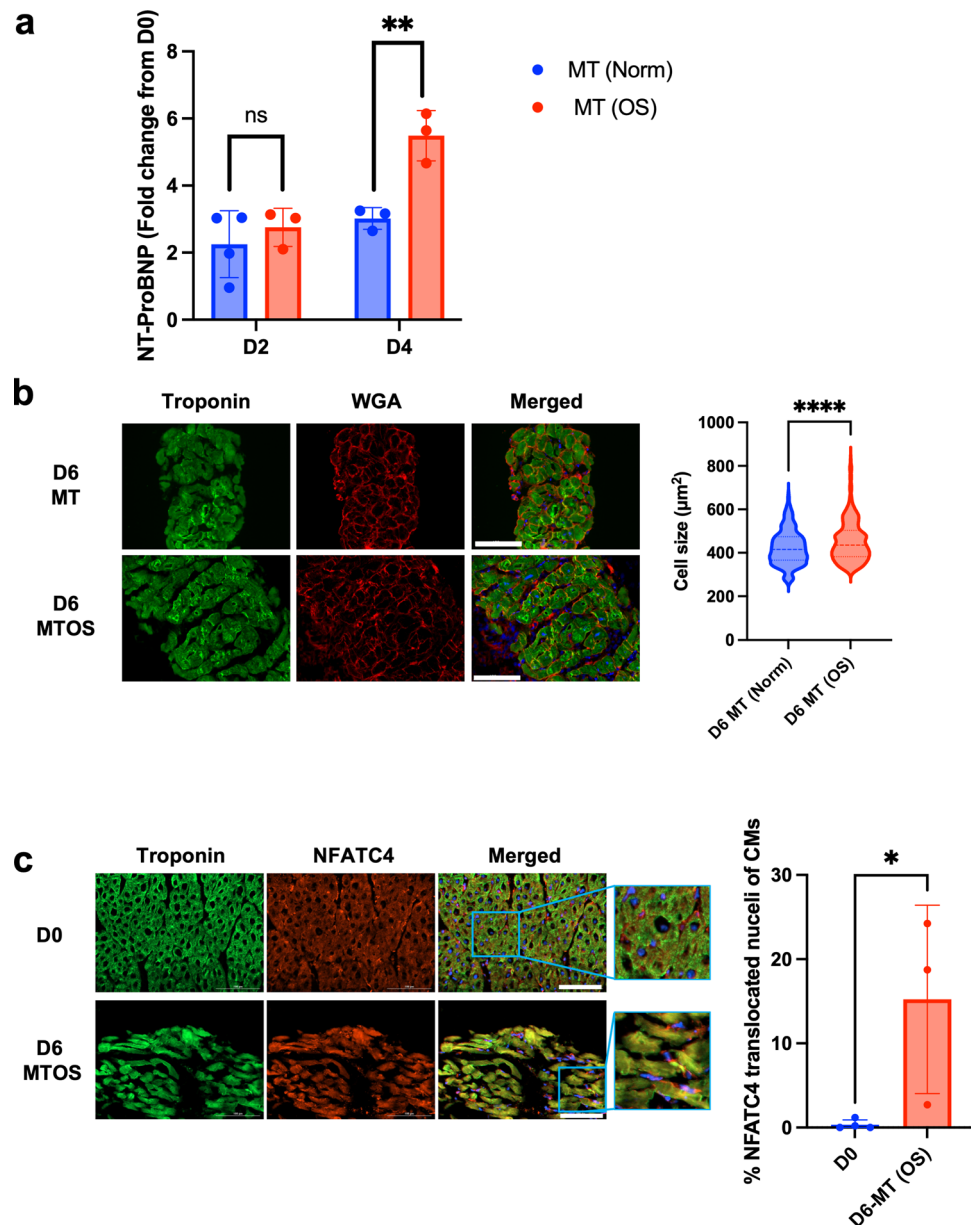 a
NT-ProBNP (Fold change from D0)
8
6
4
2
0
ns
**
D2
D4
MT (Norm)
MT (OS)
b
Troponin
WGA
Merged
D6
MT
D6
MTOS
Cell size (µm²)
1000
800
600
400
200
0
****
D6 MT (Norm)
D6 MT (OS)
c
Troponin
NFATC4
Merged
D0
D6
MTOS
% NFATC4 translocated nuceli of CMs
30
20
10
0
*
D0
D6-MT (OS)